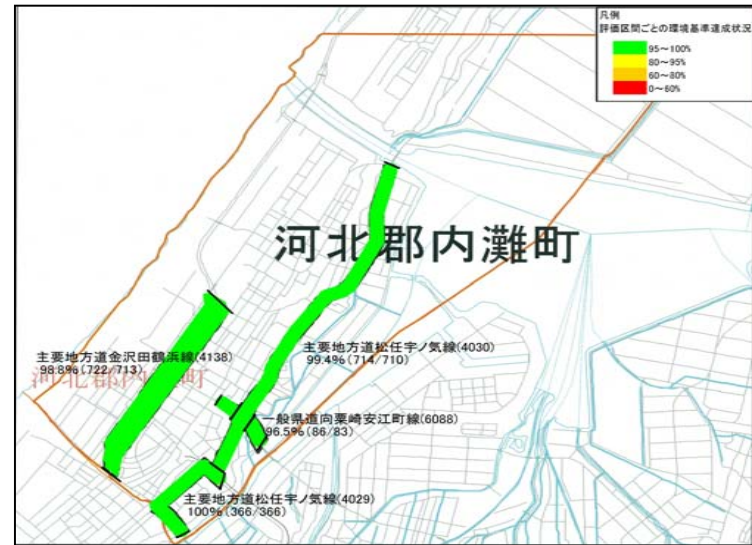 凡例
評価区間ごとの環境基準達成状況
95～100%
80～95%
60～80%
0～60%
河北郡内灘町
主要地方道金沢田鶴浜線(4138)
98.8%(722/713)
河北郡内灘町
主要地方道松任宇ノ気線(4030)
99.4%(714/710)
一般県道向粟崎安江町線(6088)
96.5%(86/83)
主要地方道松任宇ノ気線(4029)
100%(366/366)